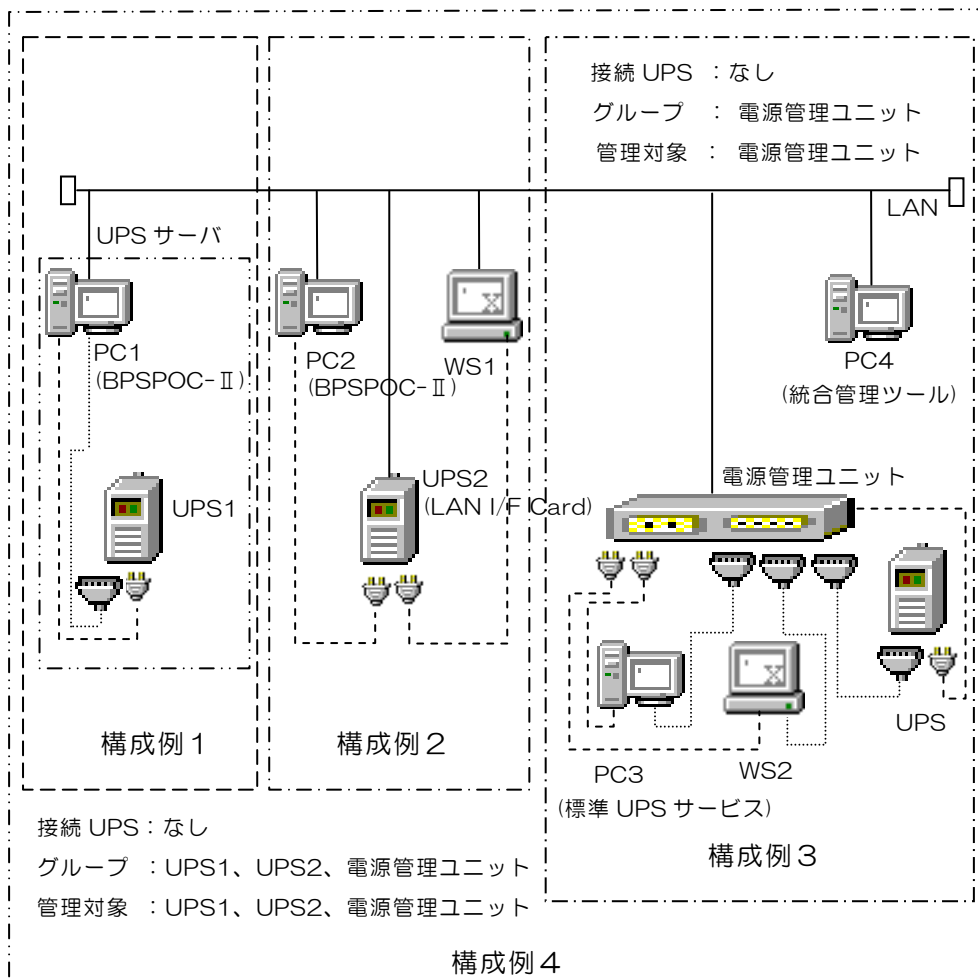 接続 UPS ：なし
グループ ： 電源管理ユニット
管理対象 ： 電源管理ユニット
LAN
UPS サーバ
PC1
(BPSPOC-Ⅱ)
PC2
(BPSPOC-Ⅱ)
WS1
PC4
(統合管理ツール)
UPS1
UPS2
(LAN I/F Card)
電源管理ユニット
UPS
PC3
(標準 UPS サービス)
WS2
構成例１
構成例２
構成例３
接続 UPS：なし
グループ ：UPS1、UPS2、電源管理ユニット
管理対象 ：UPS1、UPS2、電源管理ユニット
構成例４